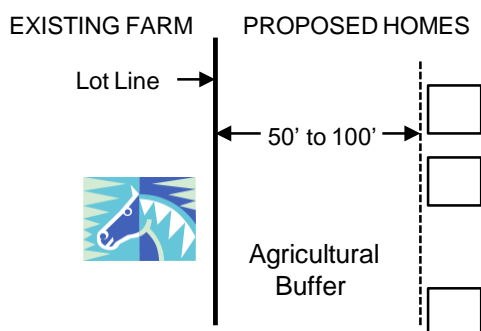 EXISTING FARM
PROPOSED HOMES
Lot Line
50’ to 100’
Agricultural
Buffer